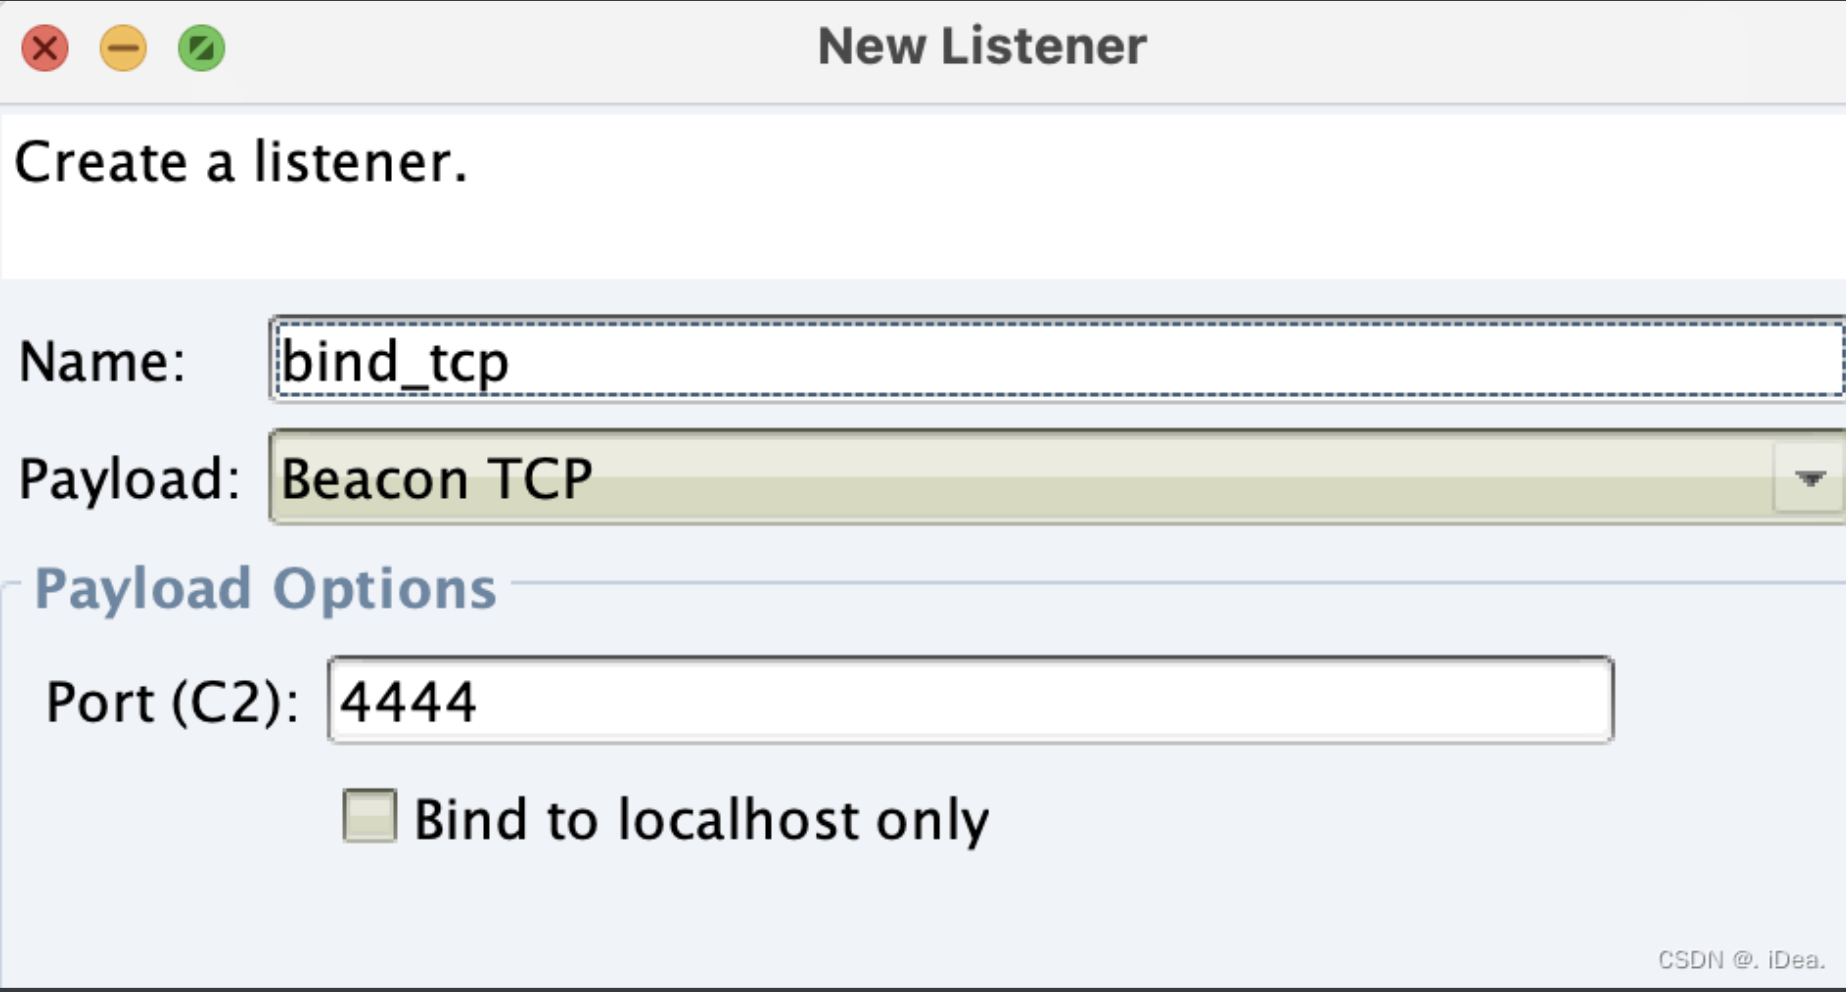 New Listener
Create a listener.
Name: bind_tcp
Payload: Beacon TCP
Payload Options
Port (C2): 4444
Bind to localhost only
CSDN @. iDea.